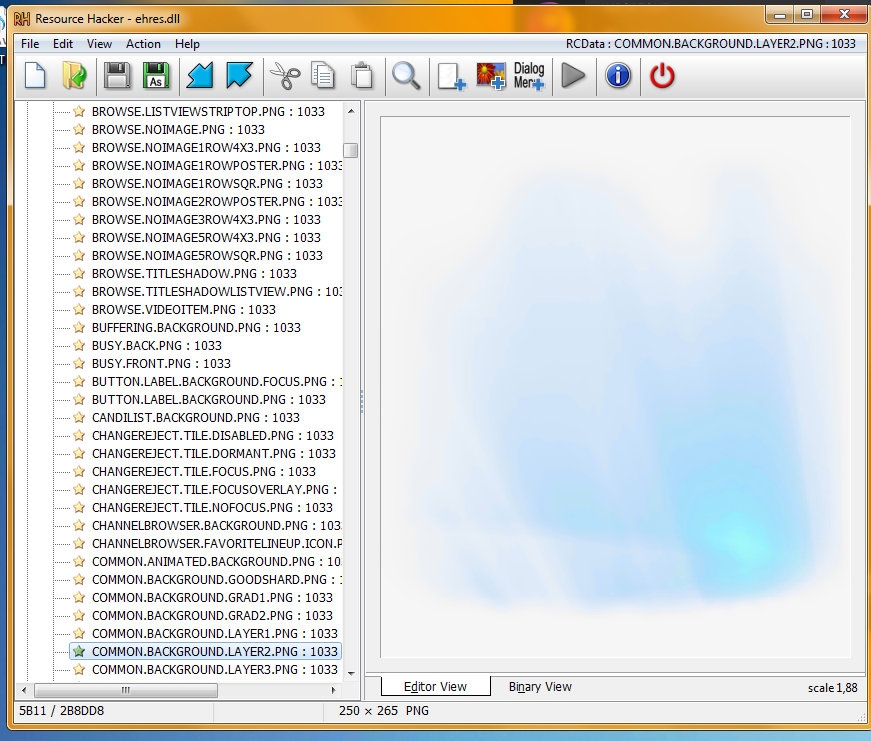 Resource Hacker - ehres.dll
File Edit View Action Help RCData : COMMON.BACKGROUND.LAYER2.PNG : 1033
As Dialog
Men
BROWSE.LISTVIEWSTRIPTOP.PNG : 1033
BROWSE.NOIMAGE.PNG : 1033
BROWSE.NOIMAGE1ROW4X3.PNG : 1033
BROWSE.NOIMAGE1ROWPOSTER.PNG : 1033
BROWSE.NOIMAGE1ROWSQR.PNG : 1033
BROWSE.NOIMAGE2ROWPOSTER.PNG : 1033
BROWSE.NOIMAGE3ROW4X3.PNG : 1033
BROWSE.NOIMAGE5ROW4X3.PNG : 1033
BROWSE.NOIMAGE5ROWSQR.PNG : 1033
BROWSE.TITLESHADOW.PNG : 1033
BROWSE.TITLESHADOWLISTVIEW.PNG : 103
BROWSE.VIDEOITEM.PNG : 1033
BUFFERING.BACKGROUND.PNG : 1033
BUSY.BACK.PNG : 1033
BUSY.FRONT.PNG : 1033
BUTTON.LABEL.BACKGROUND.FOCUS.PNG : 1
BUTTON.LABEL.BACKGROUND.PNG : 1033
CANDILIST.BACKGROUND.PNG : 1033
CHANGEREJECT.TILE.DISABLED.PNG : 1033
CHANGEREJECT.TILE.DORMANT.PNG : 1033
CHANGEREJECT.TILE.FOCUS.PNG : 1033
CHANGEREJECT.TILE.FOCUSOVERLAY.PNG :
CHANGEREJECT.TILE.NOFOCUS.PNG : 1033
CHANNELBROWSER.BACKGROUND.PNG : 103
CHANNELBROWSER.FAVORITELINEUP.ICON.P
COMMON.ANIMATED.BACKGROUND.PNG : 1033
COMMON.BACKGROUND.GOODSHARD.PNG : 1
COMMON.BACKGROUND.GRAD1.PNG : 1033
COMMON.BACKGROUND.GRAD2.PNG : 1033
COMMON.BACKGROUND.LAYER1.PNG : 1033
COMMON.BACKGROUND.LAYER2.PNG : 1033
COMMON.BACKGROUND.LAYER3.PNG : 1033
Editor View Binary View scale1,88
5B11 / 2B8DD8 250 × 265 PNG